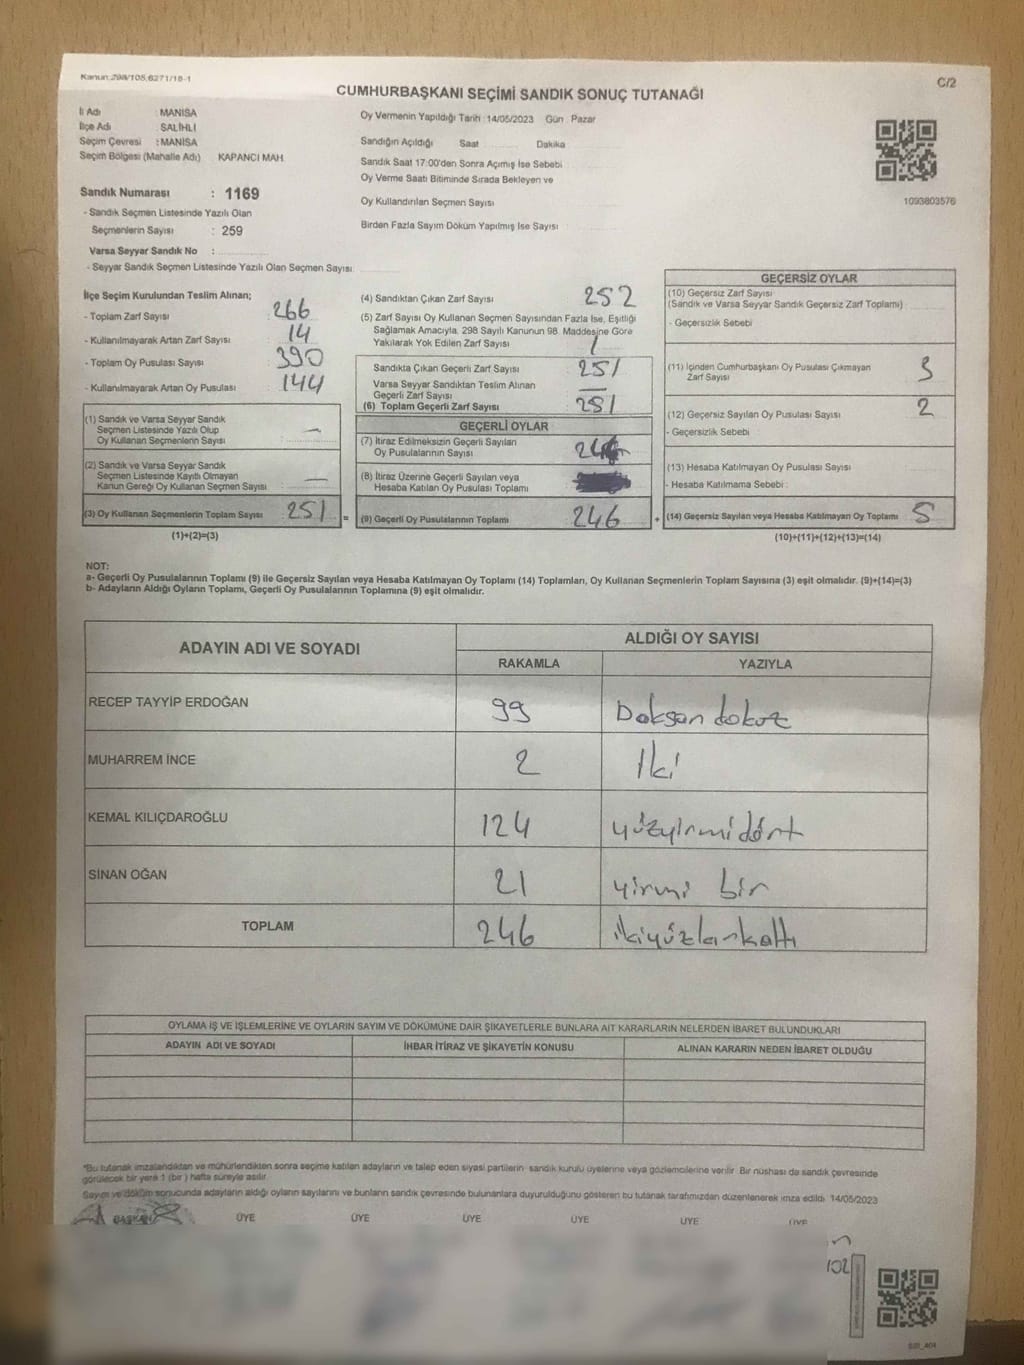 Kanun:298/105,6271/18-1
C/2
CUMHURBAŞKANI SEÇİMİ SANDIK SONUÇ TUTANAĞI
İl Adı : MANİSA
İlçe Adı : SALİHLİ
Seçim Çevresi : MANİSA
Seçim Bölgesi (Mahalle Adı) KAPANCI MAH.
Sandık Numarası : 1169
- Sandık Seçmen Listesinde Yazılı Olan
Seçmenlerin Sayısı : 259
Varsa Seyyar Sandık No :
- Seyyar Sandık Seçmen Listesinde Yazılı Olan Seçmen Sayısı:
Oy Vermenin Yapıldığı Tarih : 14/05/2023 Gün : Pazar
Sandığın Açıldığı Saat Dakika
Sandık Saat 17:00'den Sonra Açımış İse Sebebi
Oy Verme Saati Bitiminde Sırada Bekleyen ve
Oy Kullandırılan Seçmen Sayısı
Birden Fazla Sayım Döküm Yapılmış İse Sayısı
1093803576
İlçe Seçim Kurulundan Teslim Alınan;
- Toplam Zarf Sayısı : 266
- Kullanılmayarak Artan Zarf Sayısı : 14
- Toplam Oy Pusulası Sayısı : 390
- Kullanılmayarak Artan Oy Pusulası : 144
(1) Sandık ve Varsa Seyyar Sandık
Seçmen Listesinde Yazılı Olup
Oy Kullanan Seçmenlerin Sayısı : —
(2) Sandık ve Varsa Seyyar Sandık
Seçmen Listesinde Kayıtlı Olmayan
Kanun Gereği Oy Kullanan Seçmen Sayısı : —
(3) Oy Kullanan Seçmenlerin Toplam Sayısı : 251 =
(1)+(2)=(3)
(4) Sandıktan Çıkan Zarf Sayısı 252
(5) Zarf Sayısı Oy Kullanan Seçmen Sayısından Fazla İse, Eşitliği
Sağlamak Amacıyla, 298 Sayılı Kanunun 98. Maddesine Göre
Yakılarak Yok Edilen Zarf Sayısı 1
Sandıkta Çıkan Geçerli Zarf Sayısı 251
Varsa Seyyar Sandıktan Teslim Alınan
Geçerli Zarf Sayısı —
(6) Toplam Geçerli Zarf Sayısı 251
GEÇERLİ OYLAR
(7) İtiraz Edilmeksizin Geçerli Sayılan
Oy Pusulalarının Sayısı
(8) İtiraz Üzerine Geçerli Sayılan veya
Hesaba Katılan Oy Pusulası Toplamı
(9) Geçerli Oy Pusulalarının Toplamı 246 +
GEÇERSİZ OYLAR
(10) Geçersiz Zarf Sayısı
(Sandık ve Varsa Seyyar Sandık Geçersiz Zarf Toplamı)
- Geçersizlik Sebebi
(11) İçinden Cumhurbaşkanı Oy Pusulası Çıkmayan
Zarf Sayısı 3
(12) Geçersiz Sayılan Oy Pusulası Sayısı 2
- Geçersizlik Sebebi
(13) Hesaba Katılmayan Oy Pusulası Sayısı
- Hesaba Katılmama Sebebi :
(14) Geçersiz Sayılan veya Hesaba Katılmayan Oy Toplamı 5
(10)+(11)+(12)+(13)=(14)
NOT:
a- Geçerli Oy Pusulalarının Toplamı (9) ile Geçersiz Sayılan veya Hesaba Katılmayan Oy Toplamı (14) Toplamları, Oy Kullanan Seçmenlerin Toplam Sayısına (3) eşit olmalıdır. (9)+(14)=(3)
b- Adayların Aldığı Oyların Toplamı, Geçerli Oy Pusulalarının Toplamına (9) eşit olmalıdır.
ADAYIN ADI VE SOYADI
ALDIĞI OY SAYISI
RAKAMLA YAZIYLA
RECEP TAYYİP ERDOĞAN 99 Doksan dokuz
MUHARREM İNCE 2 İki
KEMAL KILIÇDAROĞLU 124 yüzyirmidört
SİNAN OĞAN 21 yirmi bir
TOPLAM 246 ikiyüzkırkaltı
OYLAMA İŞ VE İŞLEMLERİNE VE OYLARIN SAYIM VE DÖKÜMÜNE DAİR ŞİKAYETLERLE BUNLARA AİT KARARLARIN NELERDEN İBARET BULUNDUKLARI
ADAYIN ADI VE SOYADI İHBAR İTİRAZ VE ŞİKAYETİN KONUSU ALINAN KARARIN NEDEN İBARET OLDUĞU
*Bu tutanak imzalandıktan ve mühürlendikten sonra seçime katılan adayların ve talep eden siyasi partilerin sandık kurulu üyelerine veya gözlemcilerine verilir. Bir nüshası da sandık çevresinde
görülecek bir yere 1 (bir) hafta süreyle asılır.
Sayım ve döküm sonucunda adayların aldığı oyların sayılarını ve bunların sandık çevresinde bulunanlara duyurulduğunu gösteren bu tutanak tarafımızdan düzenlenerek imza edildi. 14/05/2023
BAŞKAN ÜYE ÜYE ÜYE ÜYE ÜYE ÜYE